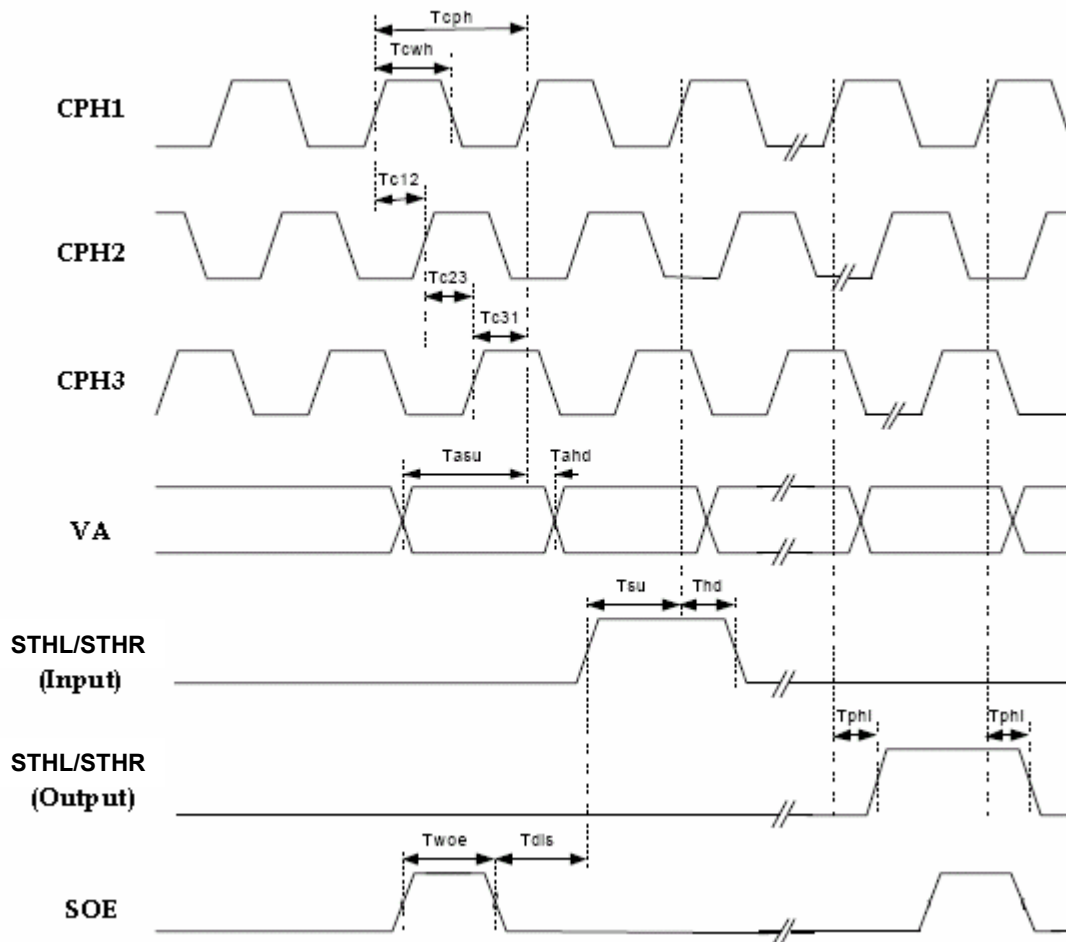 Tcph
Tcwh
CPH1
Tc12
CPH2
Tc23
Tc31
CPH3
Tasu
Tahd
VA
Tsu
Thd
STHL/STHR
(Input)
Tphl
Tphl
STHL/STHR
(Output)
Twoe
Tdis
SOE